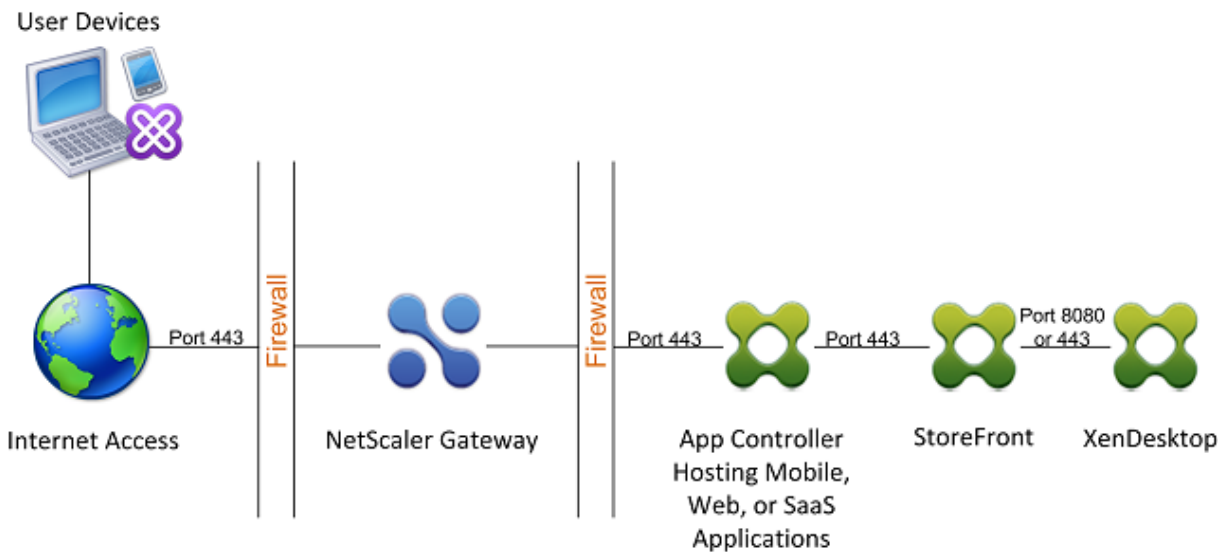 User Devices
Firewall
Firewall
Port 443
Port 443
Port 443
Port 8080
or 443
Internet Access
NetScaler Gateway
App Controller
Hosting Mobile,
Web, or SaaS
Applications
StoreFront
XenDesktop